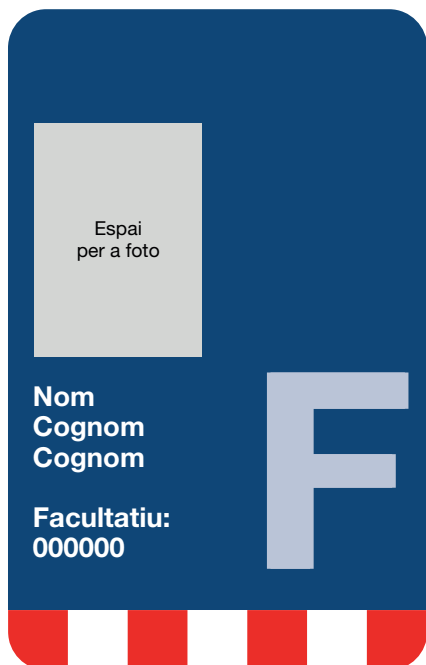 Espai
per a foto
Nom
Cognom
Cognom
Facultatiu:
000000
F